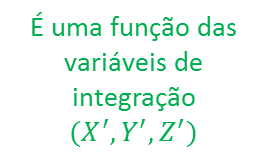 É uma função das
variáveis de
integração
(X′, Y′, Z′)